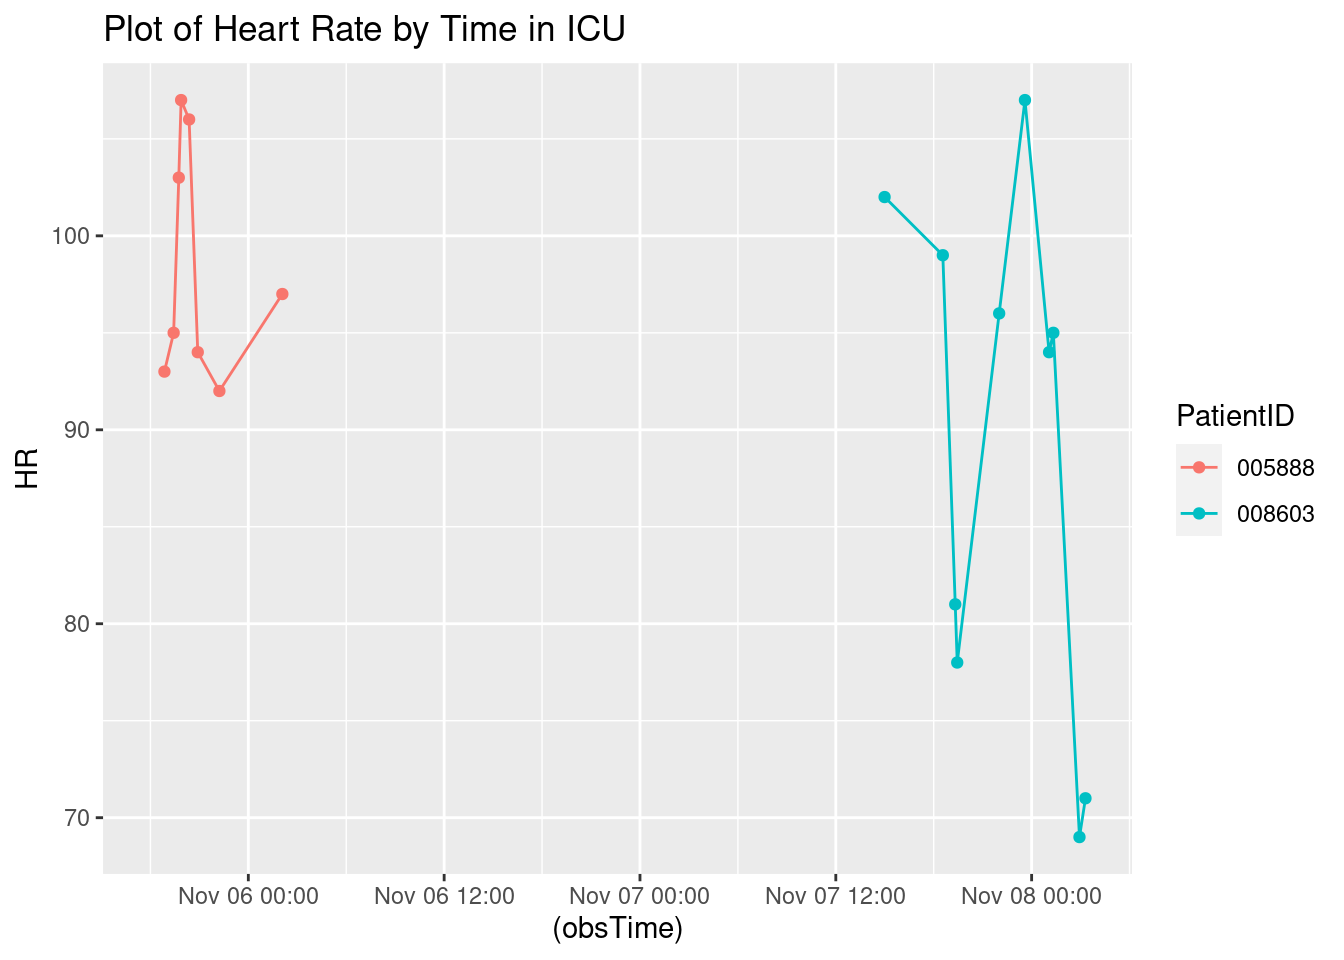 Plot of Heart Rate by Time in ICU
HR
100
90
80
70
Nov 06 00:00 Nov 06 12:00 Nov 07 00:00 Nov 07 12:00 Nov 08 00:00
(obsTime)
PatientID
005888
008603